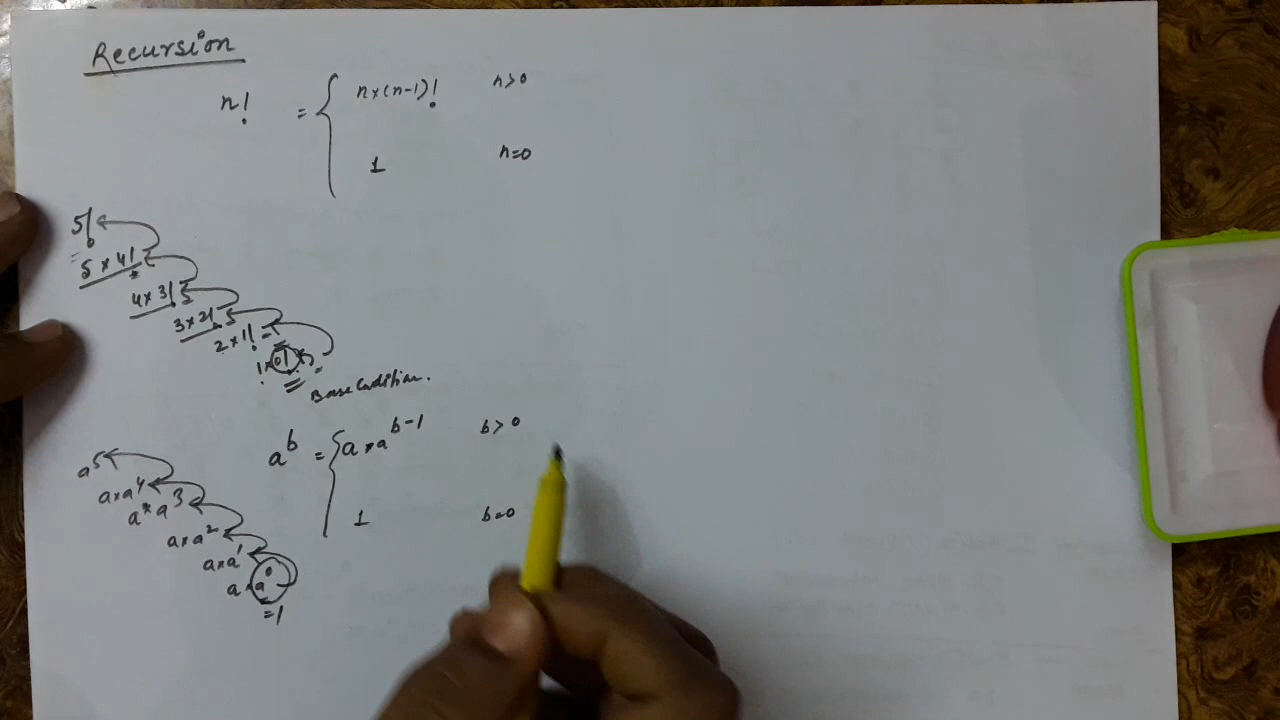 Recursion
n! = { n×(n-1)! n>0
1 n=0
5!
= 5 × 4!
4×3!
3×2!
2×1! =
1×0! =
= Base Condition.
a^b = { a × a^(b-1) b>0
1 b=0
a^5
a×a^4
a×a^3
a×a^2
a×a^1
a×a^0
=1